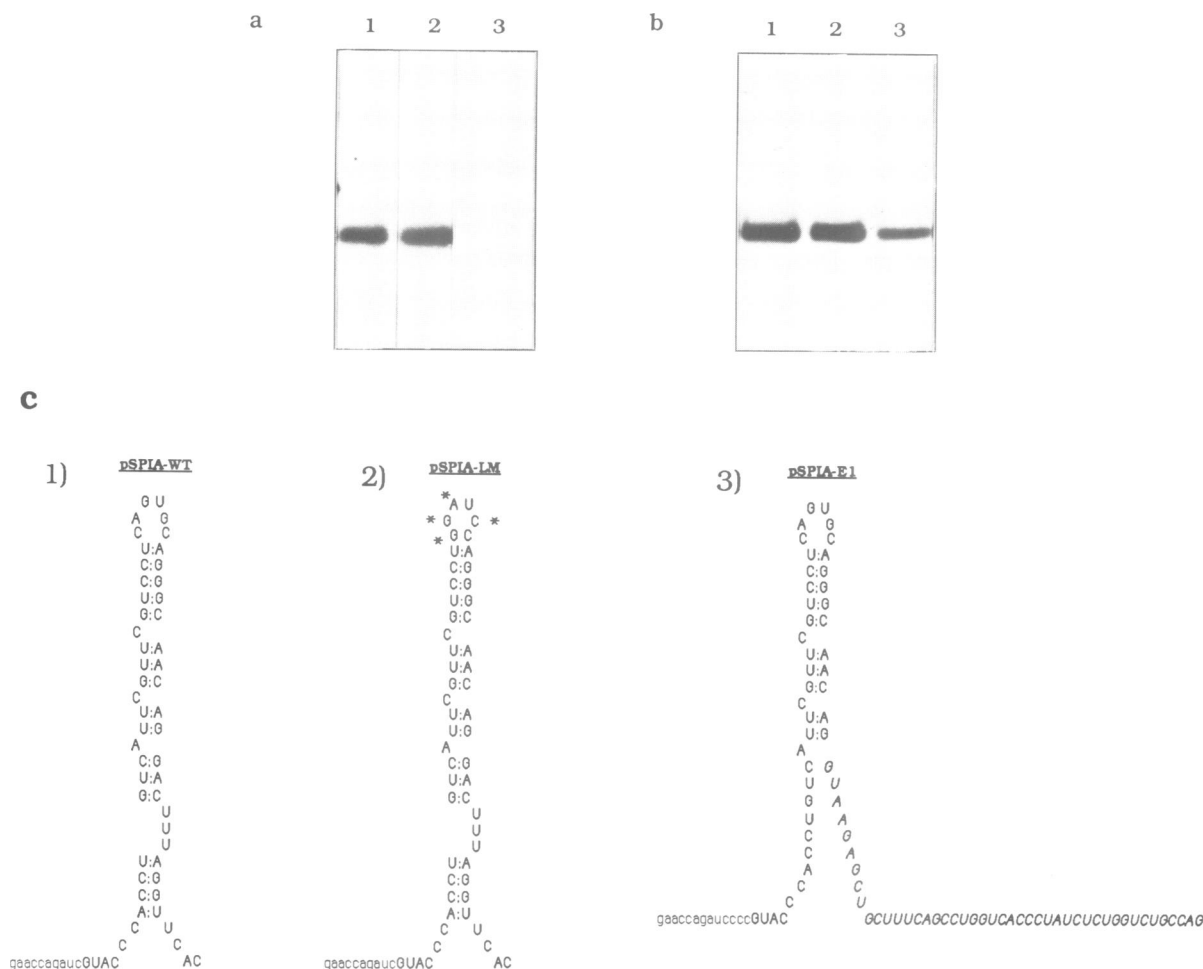 a
1 2 3
b
1 2 3
c
1)
pSPIA-WT
G U
A G
C C
U:A
C:G
C:G
U:G
G:C
C
U:A
U:A
G:C
C
U:A
U:G
A
C:G
U:A
G:C
U
U
U
U:A
C:G
C:G
A:U
C U
C C
gaaccagaucGUAC AC
2)
pSPIA-LM
* A U
* G C *
* G C
U:A
C:G
C:G
U:G
G:C
C
U:A
U:A
G:C
C
U:A
U:G
A
C:G
U:A
G:C
U
U
U
U:A
C:G
C:G
A:U
C U
C C
gaaccagaucGUAC AC
3)
pSPIA-E1
G U
A G
C C
U:A
C:G
C:G
U:G
G:C
C
U:A
U:A
G:C
C
U:A
U:G
A
C G
U U
G A
U A
C G
C A
A G
C C
C U
gaaccagauccccGUAC GCUUUCAGCCUGGUCACCCUAUCUCUGGUCUGCCAG